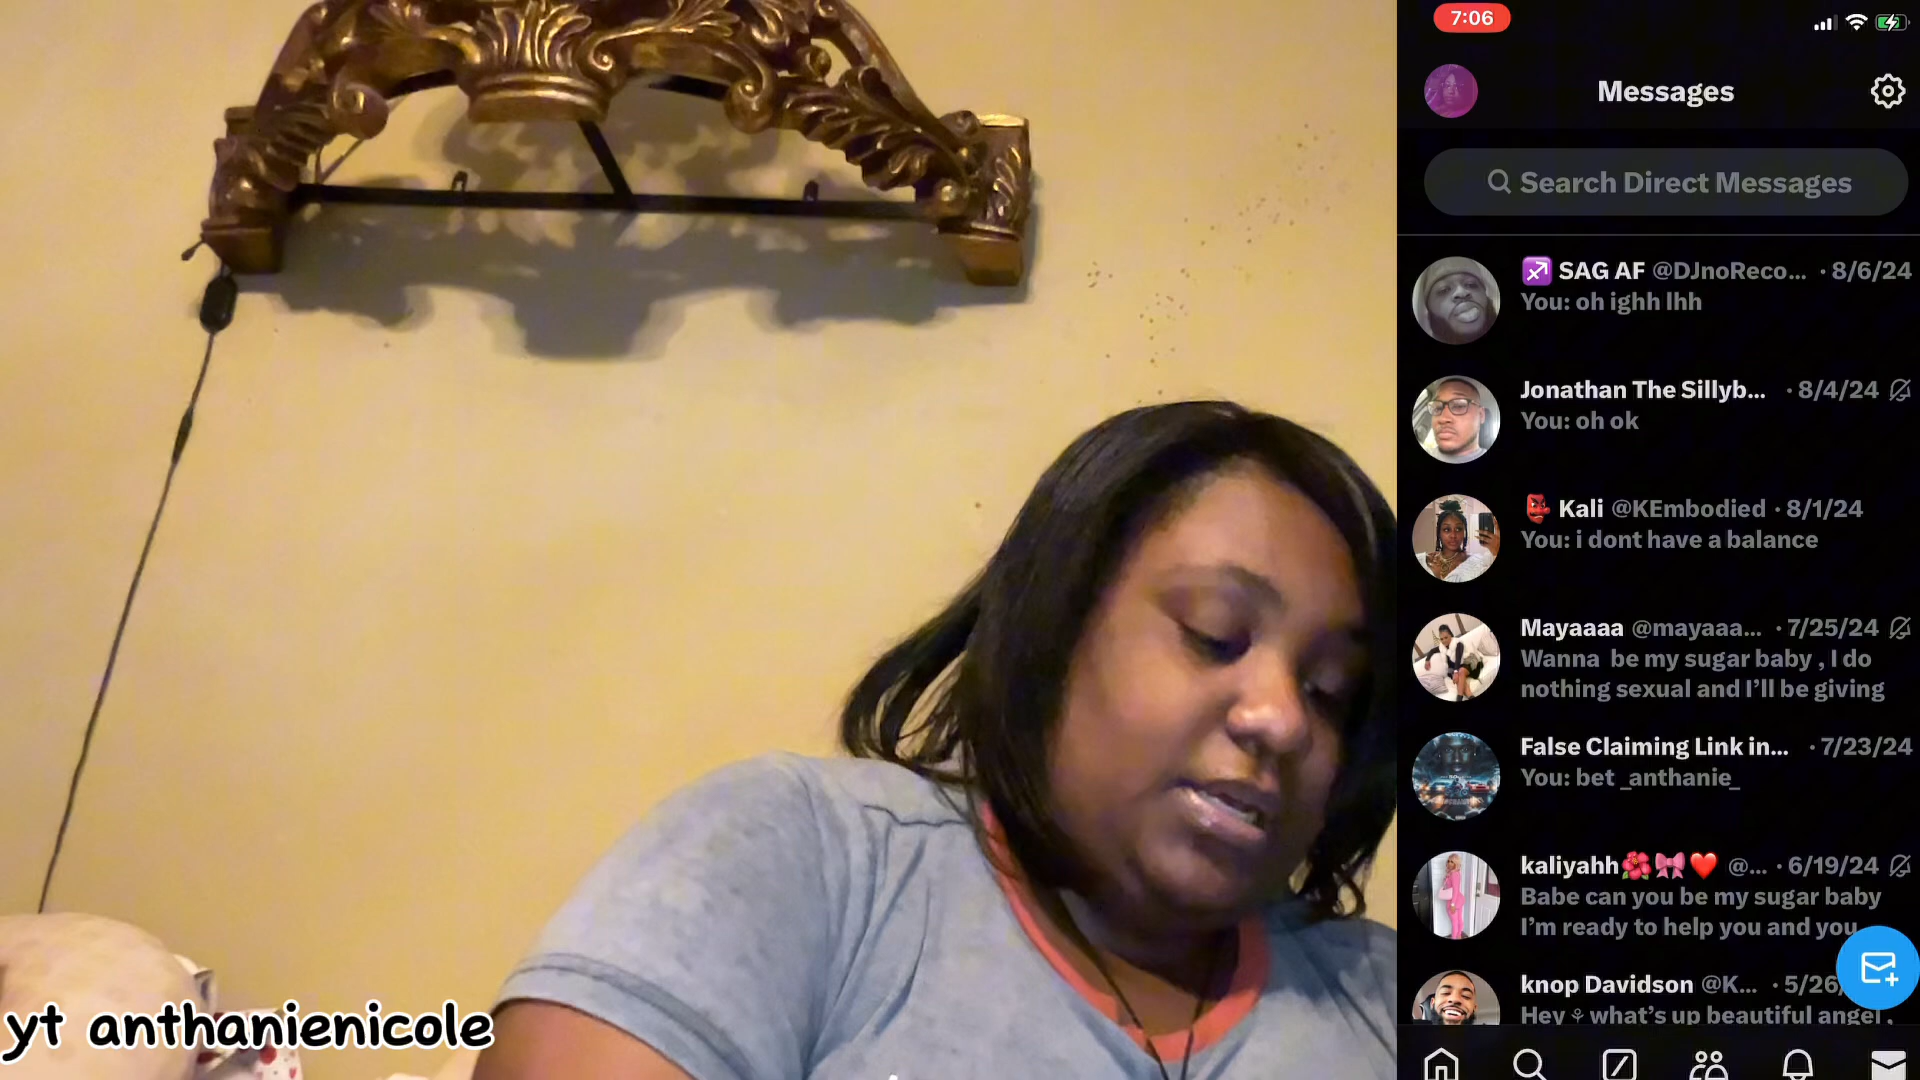 7:06
Messages
Search Direct Messages
SAG AF @DJnoReco... · 8/6/24
You: oh ighh lhh
Jonathan The Sillyb... · 8/4/24
You: oh ok
Kali @KEmbodied · 8/1/24
You: i dont have a balance
Mayaaaa @mayaaa... · 7/25/24
Wanna be my sugar baby , I do
nothing sexual and I’ll be giving
False Claiming Link in... · 7/23/24
You: bet _anthanie_
kaliyahh🌺🎀❤️ @... · 6/19/24
Babe can you be my sugar baby
I’m ready to help you and you
knop Davidson @K... · 5/26/
Hey what’s up beautiful angel ,
yt anthanienicole